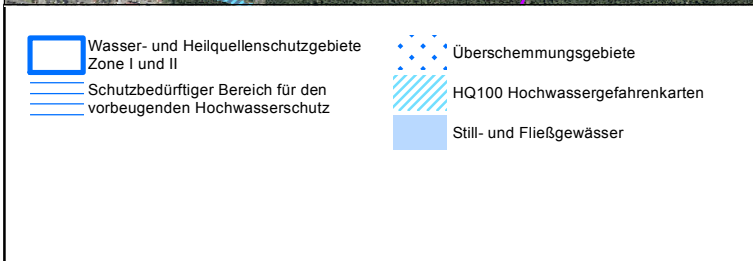 Wasser- und Heilquellenschutzgebiete
Zone I und II
Schutzbedürftiger Bereich für den
vorbeugenden Hochwasserschutz
Überschemmungsgebiete
HQ100 Hochwassergefahrenkarten
Still- und Fließgewässer